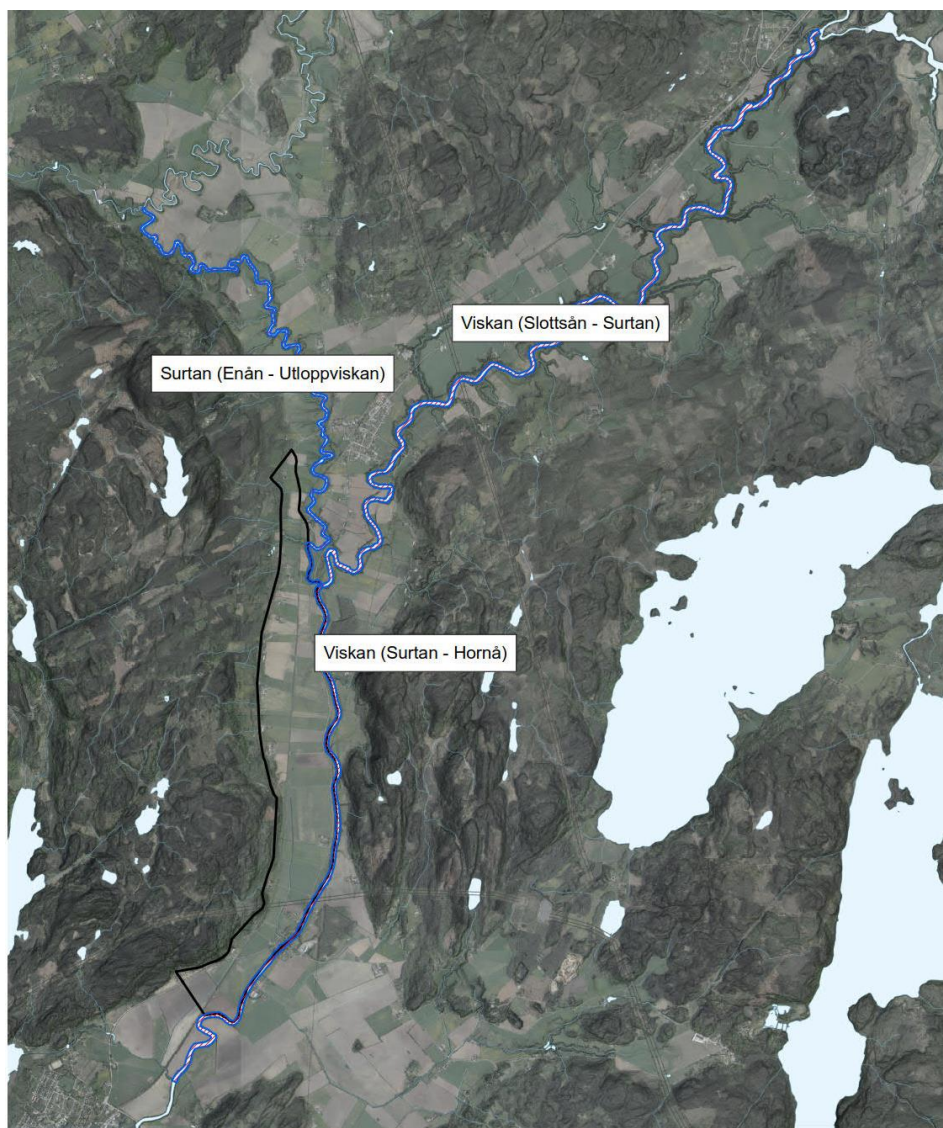 Viskan (Slottsån - Surtan)
Surtan (Enån - Utloppviskan)
Viskan (Surtan - Hornå)